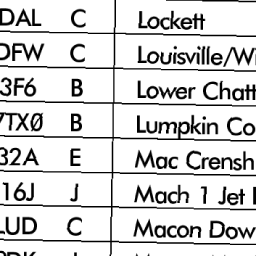 DAL C Lockett
DFW C Louisville/Wi
3F6 B Lower Chatt
7TX0 B Lumpkin Co
32A E Mac Crensh
16J J Mach 1 Jet
LUD C Macon Dow